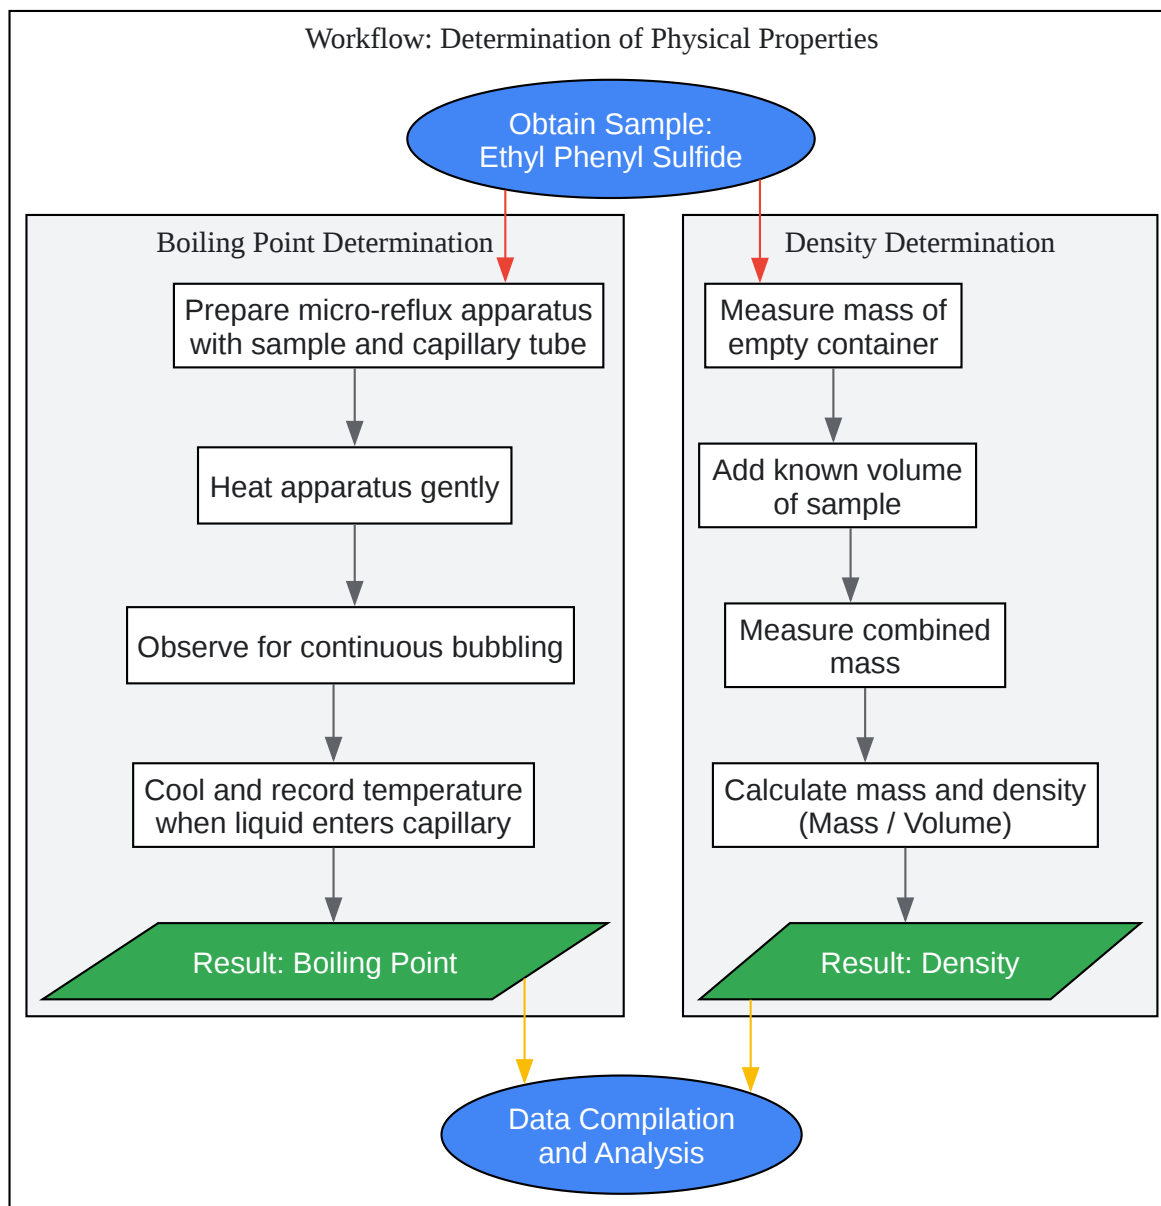 Workflow: Determination of Physical Properties
Obtain Sample:
Ethyl Phenyl Sulfide
Boiling Point Determination
Prepare micro-reflux apparatus
with sample and capillary tube
Heat apparatus gently
Observe for continuous bubbling
Cool and record temperature
when liquid enters capillary
Result: Boiling Point
Density Determination
Measure mass of
empty container
Add known volume
of sample
Measure combined
mass
Calculate mass and density
(Mass / Volume)
Result: Density
Data Compilation
and Analysis